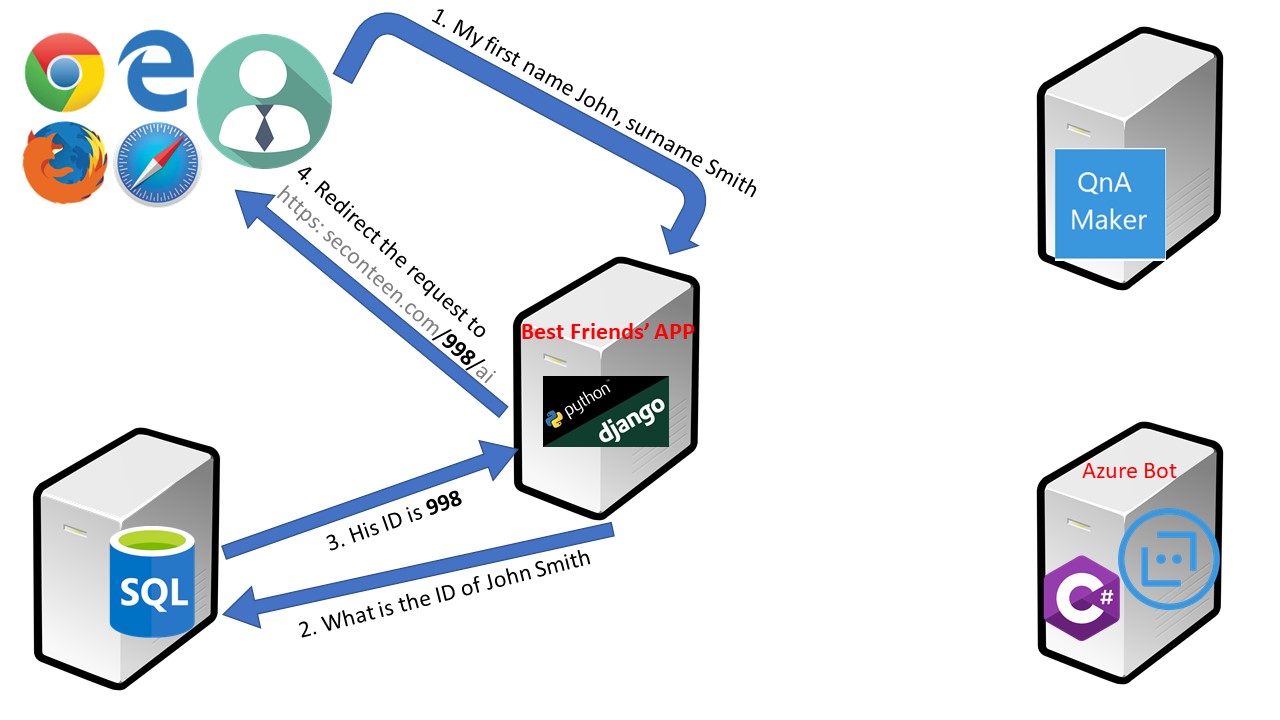 1. My first name John, surname Smith
4. Redirect the request to
https: seconteen.com/998/ai
QnA
Maker
Best Friends’ APP
python™
django
3. His ID is 998
2. What is the ID of John Smith
SQL
Azure Bot
C#